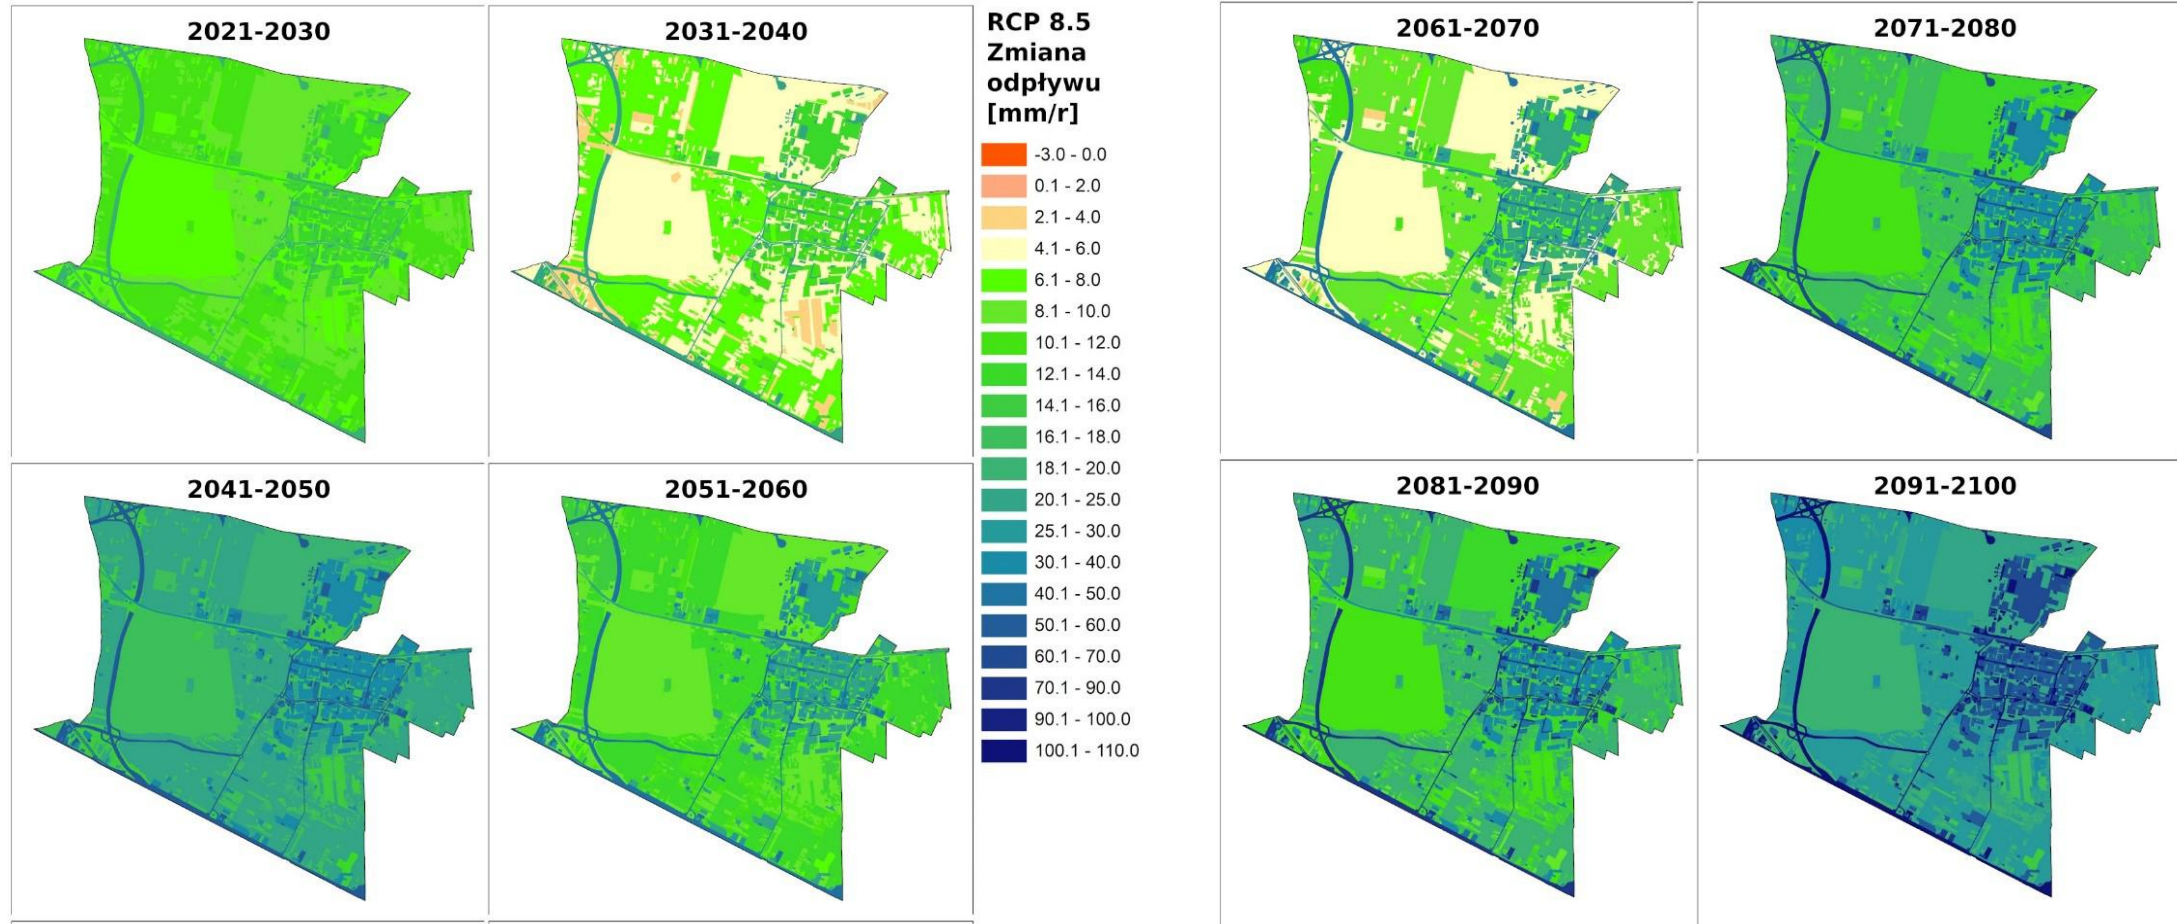 2021-2030
2031-2040
RCP 8.5
Zmiana
odpływu
[mm/r]
-3.0 - 0.0
0.1 - 2.0
2.1 - 4.0
4.1 - 6.0
6.1 - 8.0
8.1 - 10.0
10.1 - 12.0
12.1 - 14.0
14.1 - 16.0
16.1 - 18.0
18.1 - 20.0
20.1 - 25.0
25.1 - 30.0
30.1 - 40.0
40.1 - 50.0
50.1 - 60.0
60.1 - 70.0
70.1 - 90.0
90.1 - 100.0
100.1 - 110.0
2061-2070
2071-2080
2041-2050
2051-2060
2081-2090
2091-2100